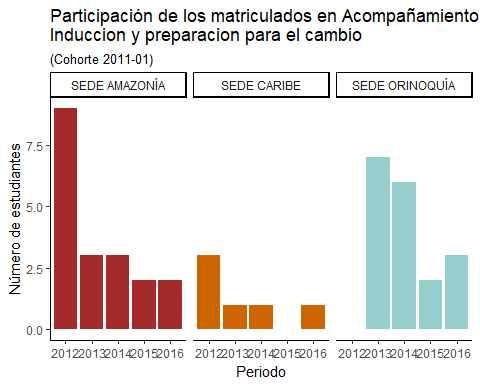 Participación de los matriculados en Acompañamiento
Induccion y preparacion para el cambio
(Cohorte 2011-01)
SEDE AMAZONÍA SEDE CARIBE SEDE ORINOQUÍA
Número de estudiantes
7.5
5.0
2.5
0.0
2012 2013 2014 2015 2016 2012 2013 2014 2015 2016 2012 2013 2014 2015 2016
Periodo